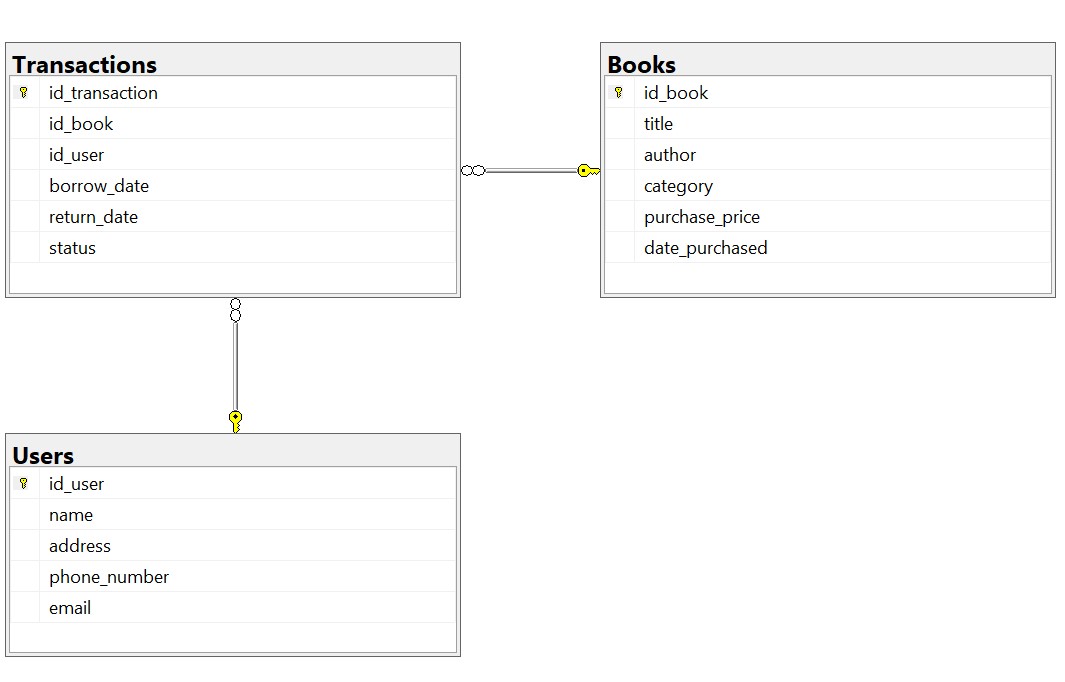 Transactions
id_transaction
id_book
id_user
borrow_date
return_date
status
Books
id_book
title
author
category
purchase_price
date_purchased
Users
id_user
name
address
phone_number
email